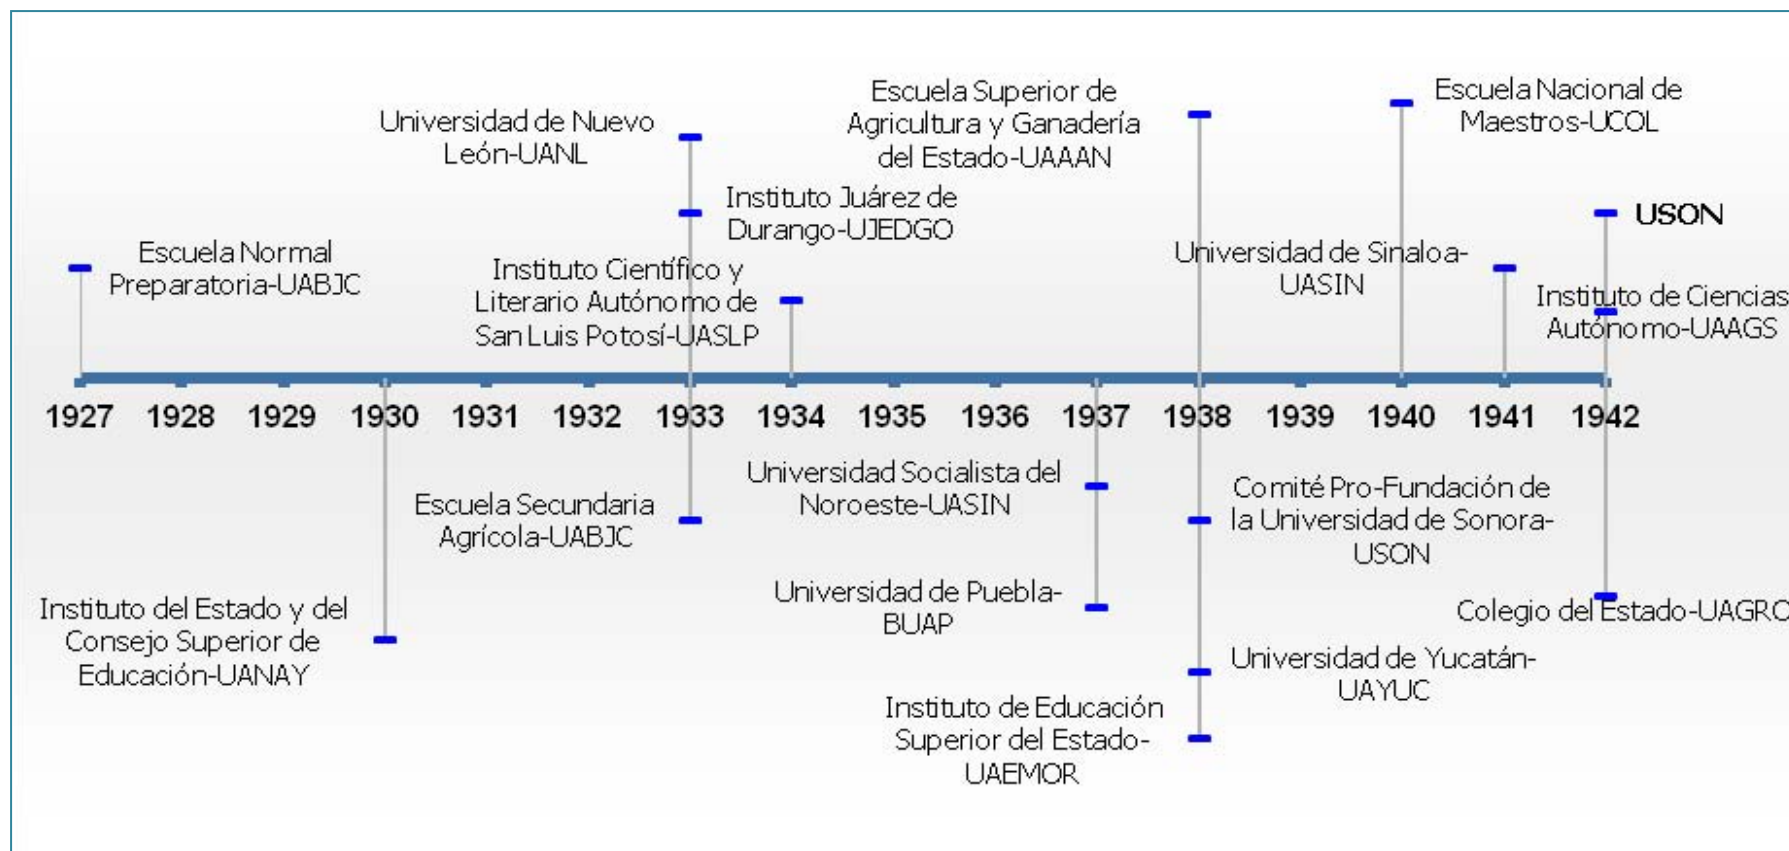 Escuela Superior de
Agricultura y Ganadería
del Estado-UAAAN
Escuela Nacional de
Maestros-UCOL
Universidad de Nuevo
León-UANL
Instituto Juárez de
Durango-UJEDGO
USON
Escuela Normal
Preparatoria-UABJC
Instituto Científico y
Literario Autónomo de
San Luis Potosí-UASLP
Universidad de Sinaloa-
UASIN
Instituto de Ciencias
Autónomo-UAAGS
1927 1928 1929 1930 1931 1932 1933 1934 1935 1936 1937 1938 1939 1940 1941 1942
Escuela Secundaria
Agrícola-UABJC
Universidad Socialista del
Noroeste-UASIN
Comité Pro-Fundación de
la Universidad de Sonora-
USON
Instituto del Estado y del
Consejo Superior de
Educación-UANAY
Universidad de Puebla-
BUAP
Colegio del Estado-UAGRO
Universidad de Yucatán-
UAYUC
Instituto de Educación
Superior del Estado-
UAEMOR